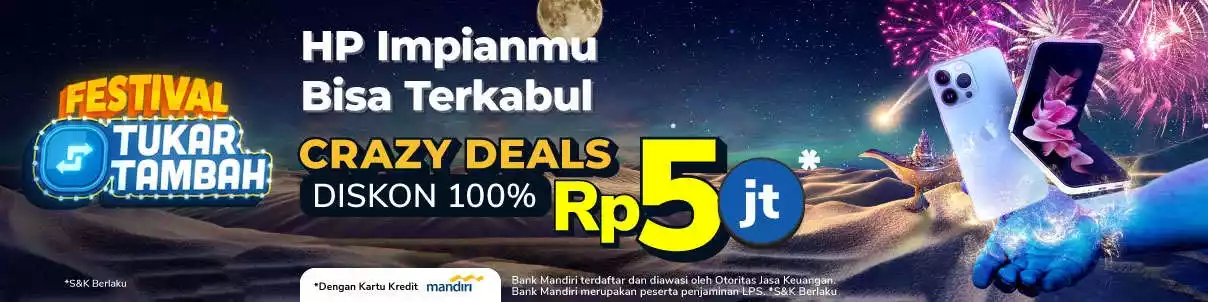 FESTIVAL
TUKAR
TAMBAH
*S&K Berlaku
HP Impianmu
Bisa Terkabul
CRAZY DEALS
DISKON 100%
Rp5jt*
*Dengan Kartu Kredit mandiri
Bank Mandiri terdaftar dan diawasi oleh Otoritas Jasa Keuangan.
Bank Mandiri merupakan peserta penjaminan LPS. *S&K Berlaku